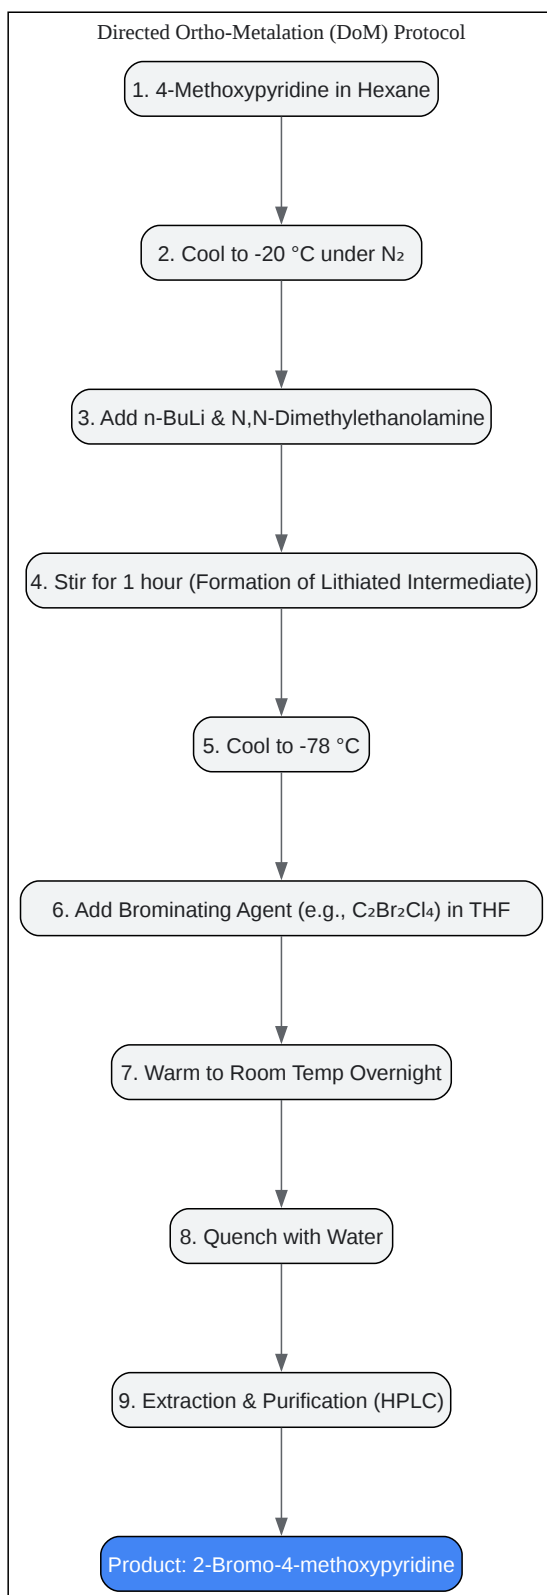 Directed Ortho-Metalation (DoM) Protocol
1. 4-Methoxypyridine in Hexane
2. Cool to -20 °C under N₂
3. Add n-BuLi & N,N-Dimethylethanolamine
4. Stir for 1 hour (Formation of Lithiated Intermediate)
5. Cool to -78 °C
6. Add Brominating Agent (e.g., C₂Br₂Cl₄) in THF
7. Warm to Room Temp Overnight
8. Quench with Water
9. Extraction & Purification (HPLC)
Product: 2-Bromo-4-methoxypyridine